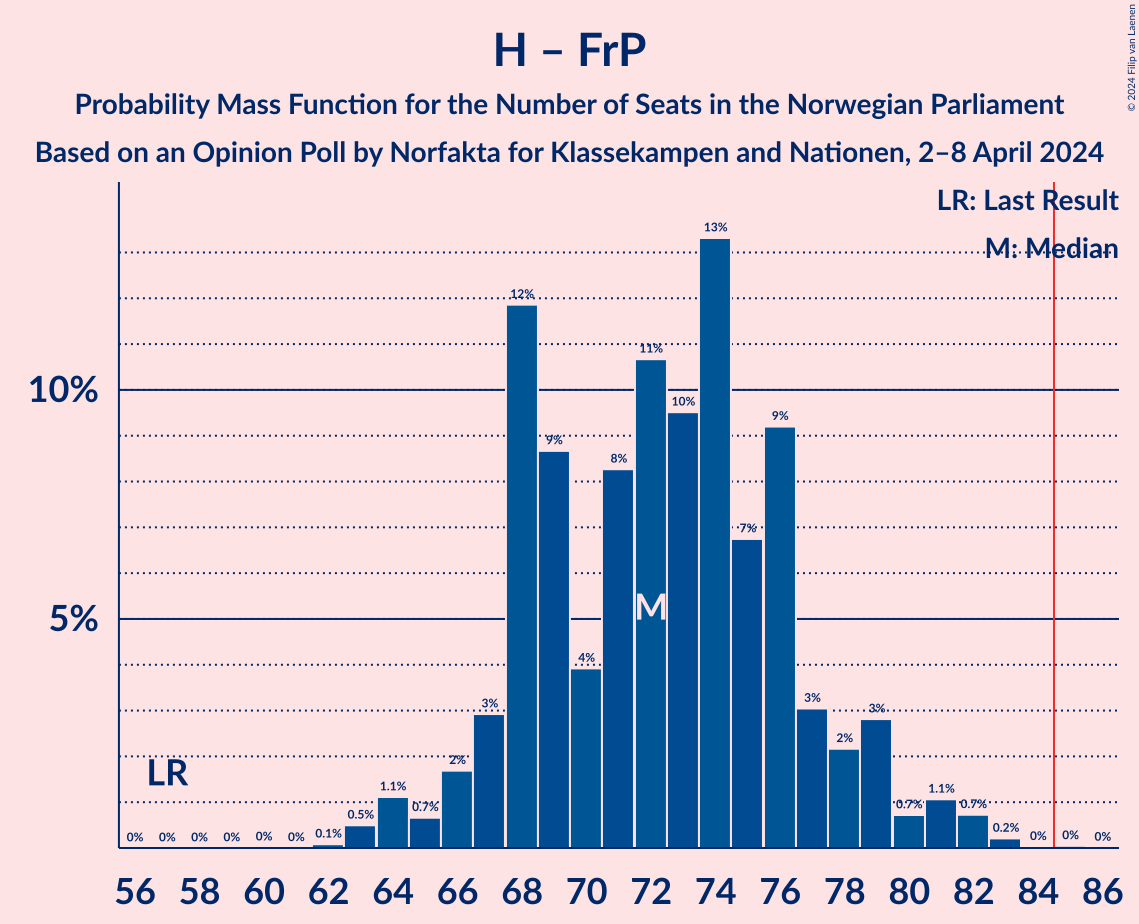 H – FrP
Probability Mass Function for the Number of Seats in the Norwegian Parliament
Based on an Opinion Poll by Norfakta for Klassekampen and Nationen, 2–8 April 2024
© 2024 Filip van Laenen
LR: Last Result
M: Median
10%
5%
0% 0% 0% 0% 0% 0% 0.1% 0.5% 1.1% 0.7% 2% 3% 12% 9% 4% 8% 11% 10% 13% 7% 9% 3% 2% 3% 0.7% 1.1% 0.7% 0.2% 0% 0% 0%
M
LR
56 58 60 62 64 66 68 70 72 74 76 78 80 82 84 86